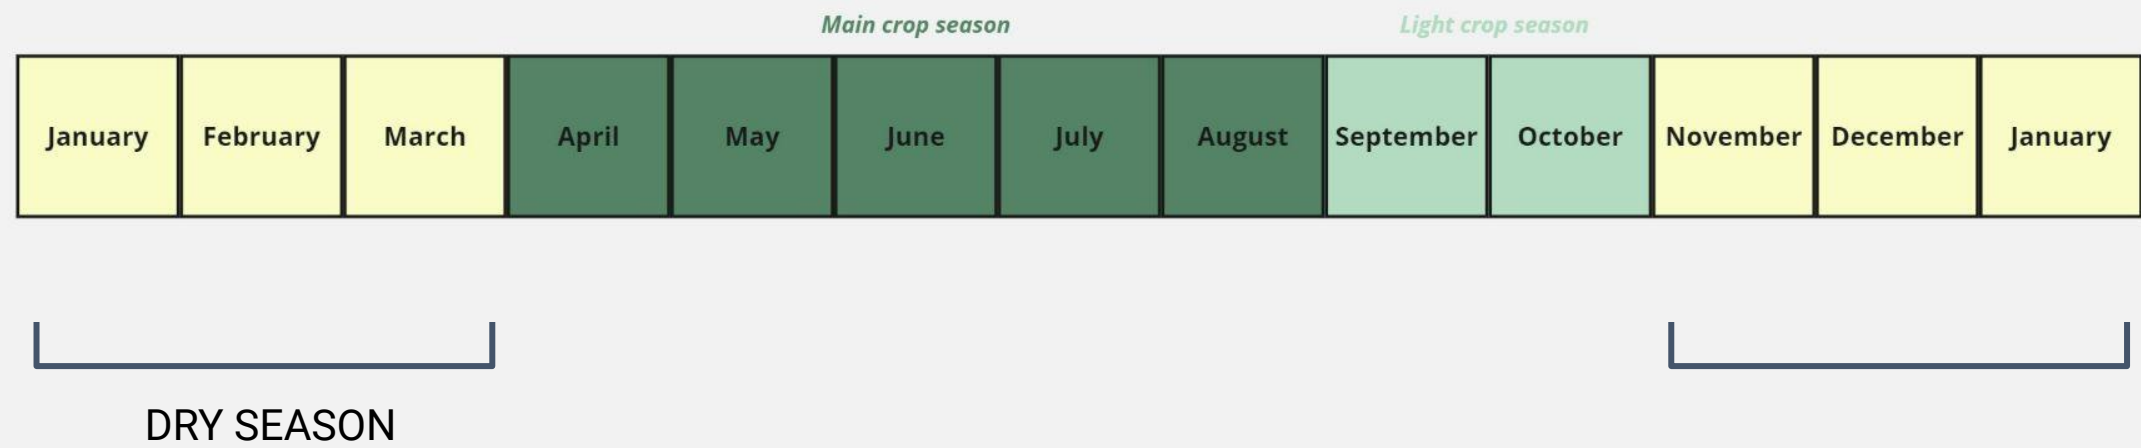 Main crop season
Light crop season
January
February
March
April
May
June
July
August
September
October
November
December
January
DRY SEASON